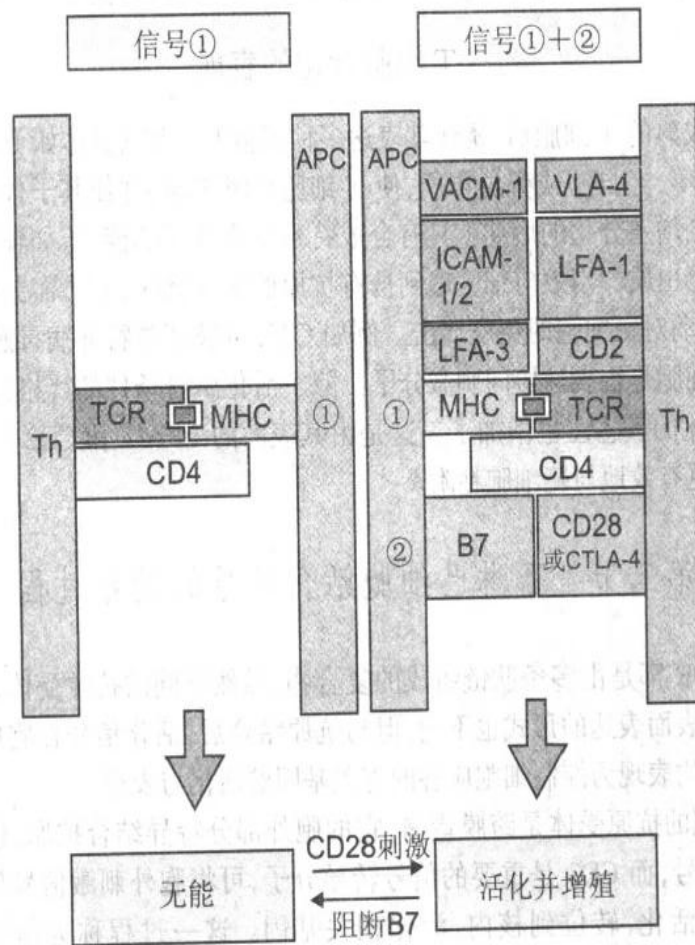 信号①
信号①+②
APC
TCR
MHC
①
Th
CD4
APC
VACM-1
VLA-4
ICAM-
1/2
LFA-1
LFA-3
CD2
①
MHC
TCR
CD4
Th
②
B7
CD28
或CTLA-4
无能
CD28刺激
阻断B7
活化并增殖